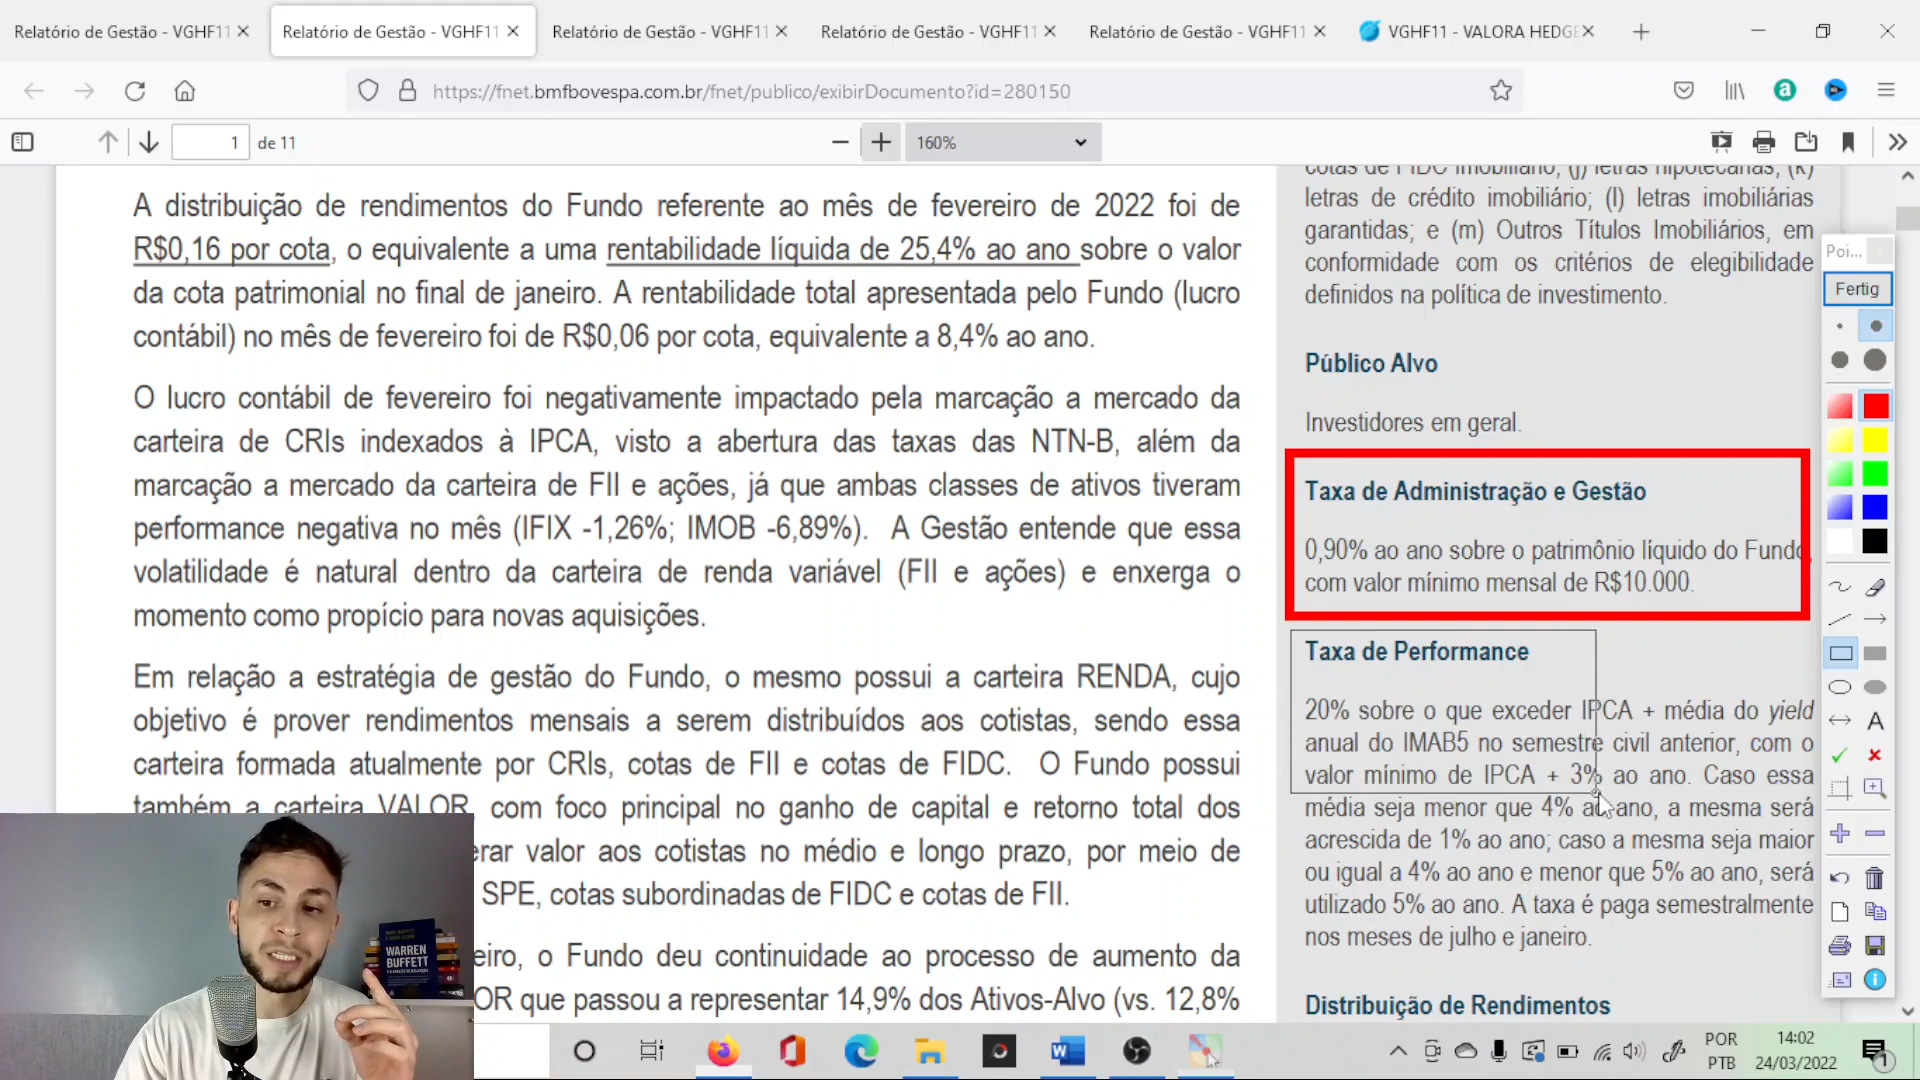 Relatório de Gestão - VGHF11
Relatório de Gestão - VGHF11
Relatório de Gestão - VGHF11
Relatório de Gestão - VGHF11
Relatório de Gestão - VGHF11
VGHF11 - VALORA HEDGE
https://fnet.bmfbovespa.com.br/fnet/publico/exibirDocumento?id=280150
1 de 11
160%
A distribuição de rendimentos do Fundo referente ao mês de fevereiro de 2022 foi de
R$0,16 por cota, o equivalente a uma rentabilidade líquida de 25,4% ao ano sobre o valor
da cota patrimonial no final de janeiro. A rentabilidade total apresentada pelo Fundo (lucro
contábil) no mês de fevereiro foi de R$0,06 por cota, equivalente a 8,4% ao ano.
O lucro contábil de fevereiro foi negativamente impactado pela marcação a mercado da
carteira de CRIs indexados à IPCA, visto a abertura das taxas das NTN-B, além da
marcação a mercado da carteira de FII e ações, já que ambas classes de ativos tiveram
performance negativa no mês (IFIX -1,26%; IMOB -6,89%). A Gestão entende que essa
volatilidade é natural dentro da carteira de renda variável (FII e ações) e enxerga o
momento como propício para novas aquisições.
Em relação a estratégia de gestão do Fundo, o mesmo possui a carteira RENDA, cujo
objetivo é prover rendimentos mensais a serem distribuídos aos cotistas, sendo essa
carteira formada atualmente por CRIs, cotas de FII e cotas de FIDC. O Fundo possui
também a carteira VALOR, com foco principal no ganho de capital e retorno total dos
erar valor aos cotistas no médio e longo prazo, por meio de
SPE, cotas subordinadas de FIDC e cotas de FII.
eiro, o Fundo deu continuidade ao processo de aumento da
OR que passou a representar 14,9% dos Ativos-Alvo (vs. 12,8%
cotas de FIDC Imobiliário; (j) letras hipotecárias; (k)
letras de crédito imobiliário; (l) letras imobiliárias
garantidas; e (m) Outros Títulos Imobiliários, em
conformidade com os critérios de elegibilidade
definidos na política de investimento.
Público Alvo
Investidores em geral.
Taxa de Administração e Gestão
0,90% ao ano sobre o patrimônio líquido do Fundo,
com valor mínimo mensal de R$10.000.
Taxa de Performance
20% sobre o que exceder IPCA + média do yield
anual do IMAB5 no semestre civil anterior, com o
valor mínimo de IPCA + 3% ao ano. Caso essa
média seja menor que 4% ao ano, a mesma será
acrescida de 1% ao ano; caso a mesma seja maior
ou igual a 4% ao ano e menor que 5% ao ano, será
utilizado 5% ao ano. A taxa é paga semestralmente
nos meses de julho e janeiro.
Distribuição de Rendimentos
Poi...
Fertig
A
WARREN
BUFFETT
POR
PTB
14:02
24/03/2022
1